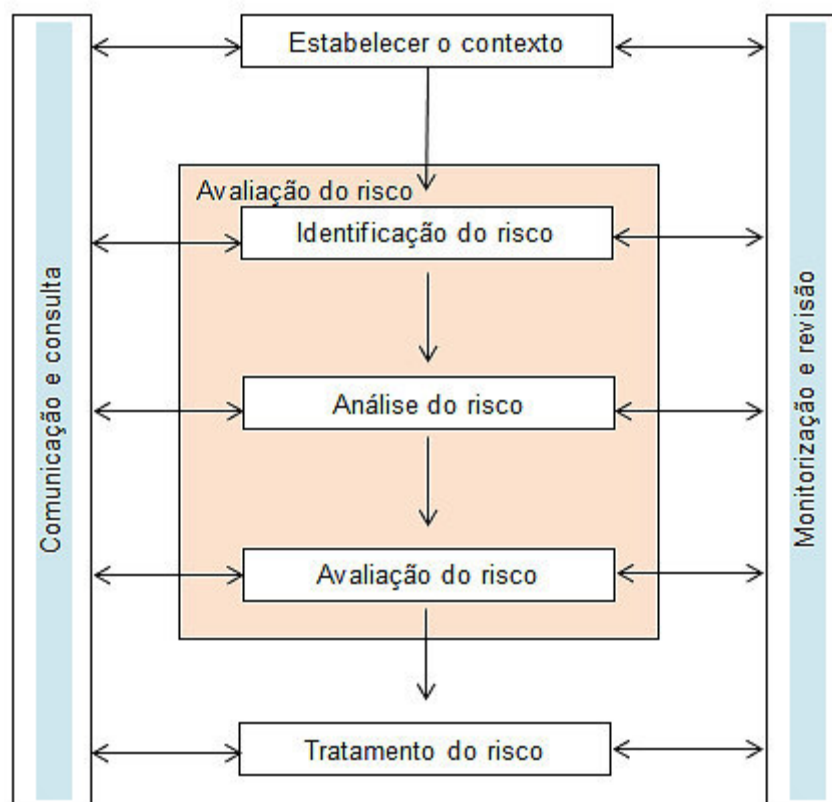 Estabelecer o contexto
Avaliação do risco
Identificação do risco
Análise do risco
Avaliação do risco
Tratamento do risco
Comunicação e consulta
Monitorização e revisão